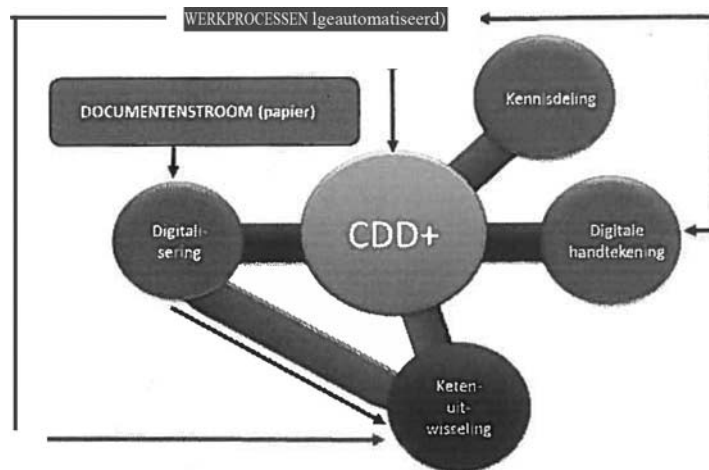 WERKPROCESSEN lgeautomatiseerd)
Kennisdeling
DOCUMENTENSTROOM (papier)
Digitali-
sering
CDD+
Digitale
handtekening
Keten-
uit-
wisseling